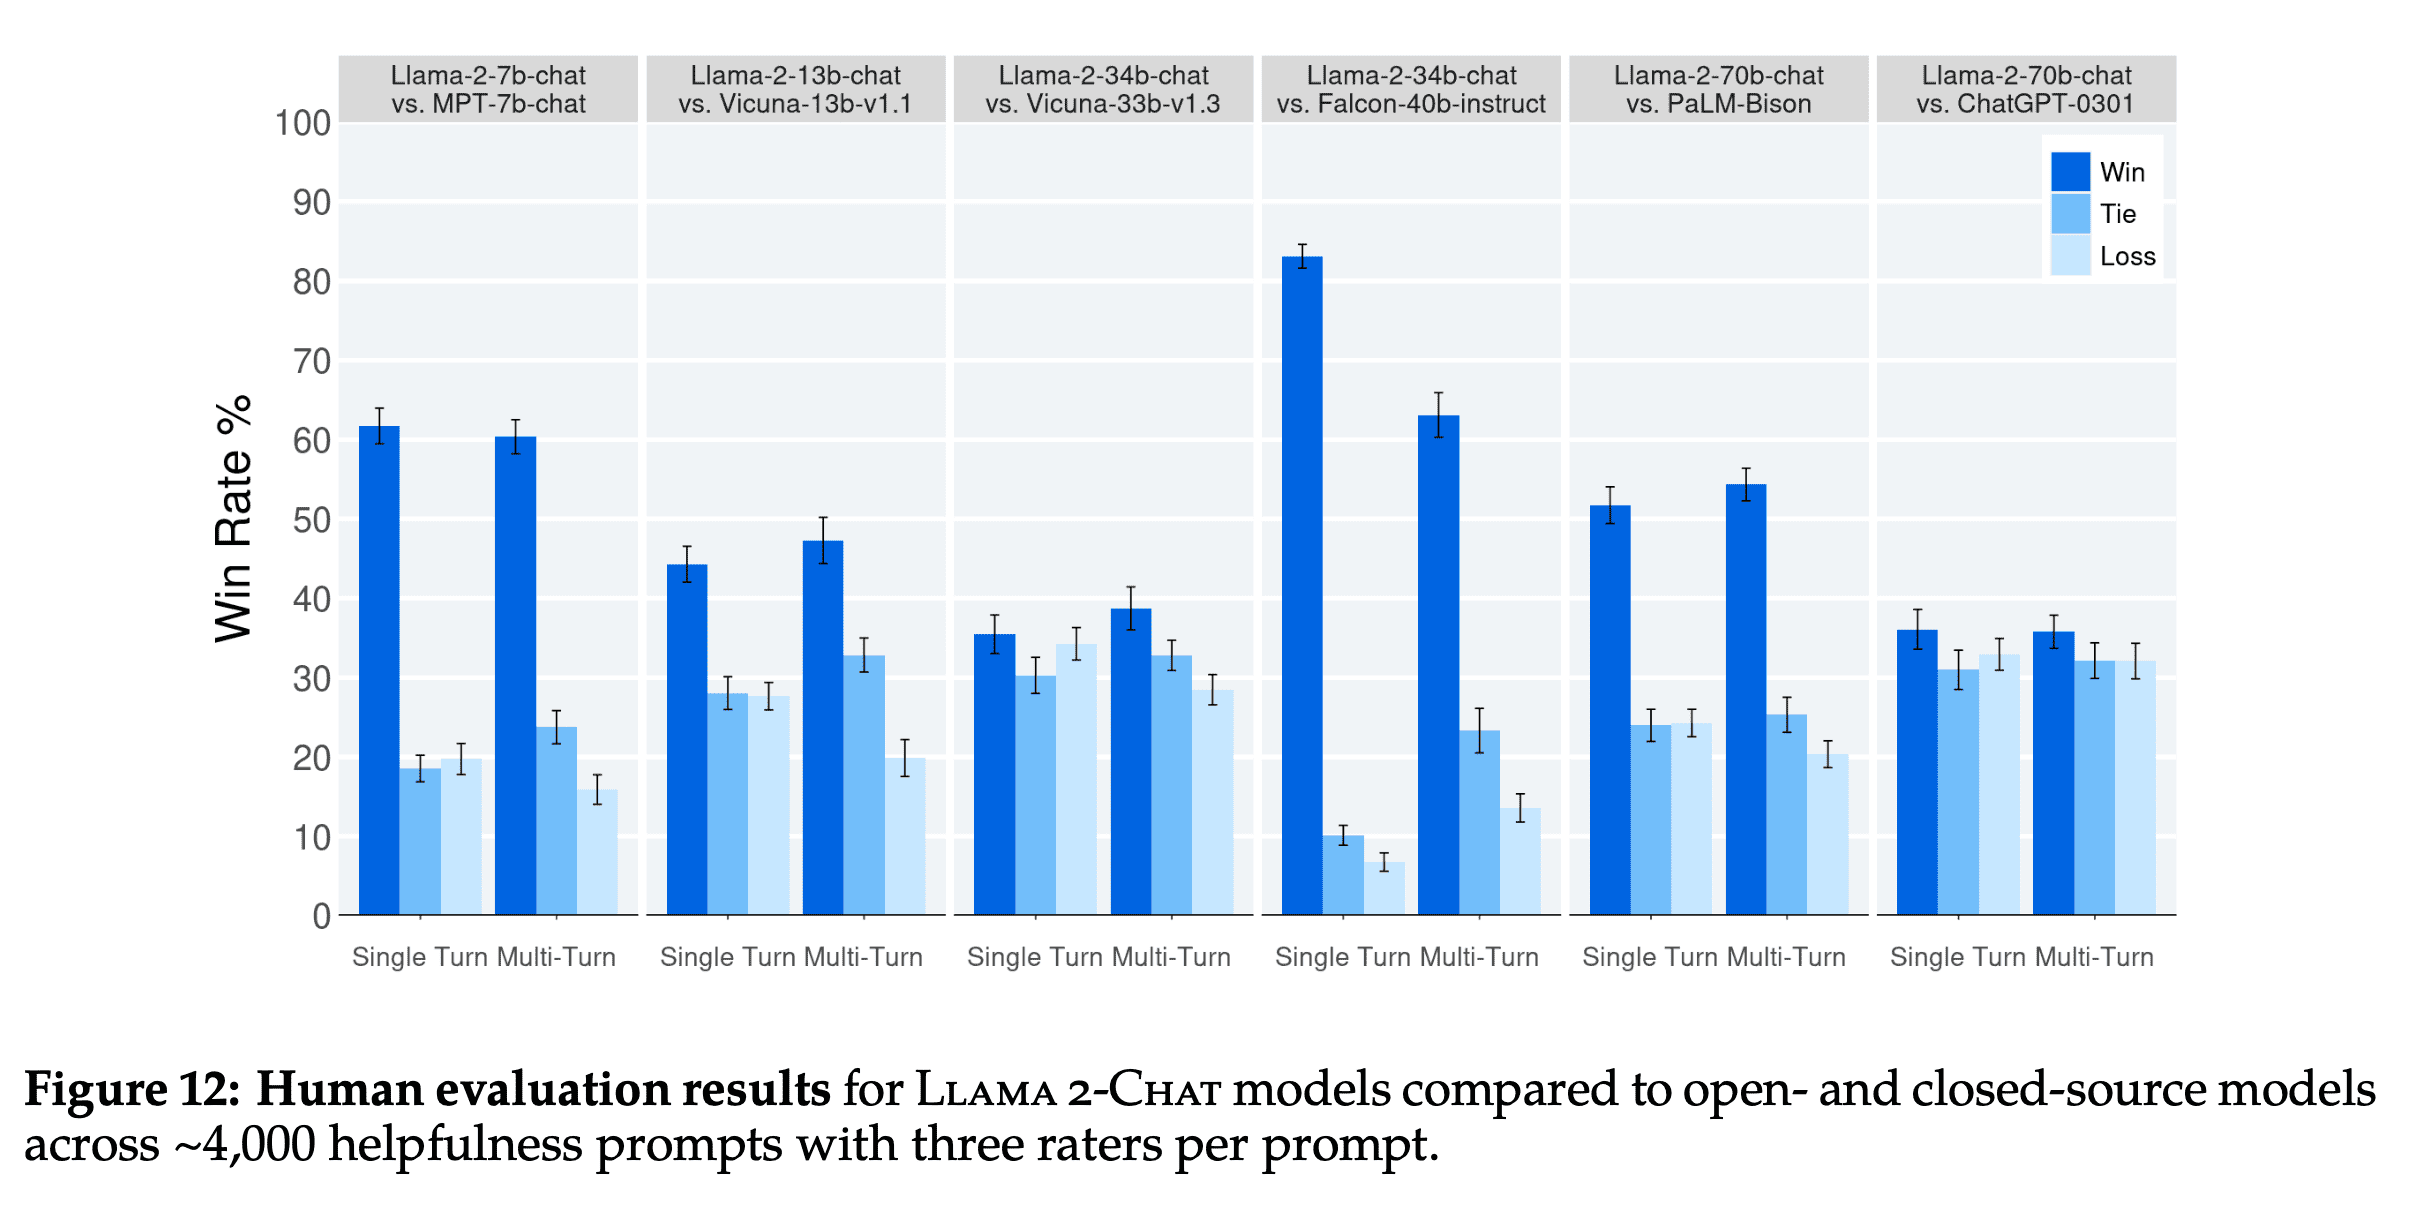 Llama-2-7b-chat
vs. MPT-7b-chat
Llama-2-13b-chat
vs. Vicuna-13b-v1.1
Llama-2-34b-chat
vs. Vicuna-33b-v1.3
Llama-2-34b-chat
vs. Falcon-40b-instruct
Llama-2-70b-chat
vs. PaLM-Bison
Llama-2-70b-chat
vs. ChatGPT-0301
Win
Tie
Loss
Win Rate %
100
90
80
70
60
50
40
30
20
10
0
Single Turn Multi-Turn
Single Turn Multi-Turn
Single Turn Multi-Turn
Single Turn Multi-Turn
Single Turn Multi-Turn
Single Turn Multi-Turn
Figure 12: Human evaluation results for Llama 2-Chat models compared to open- and closed-source models
across ~4,000 helpfulness prompts with three raters per prompt.